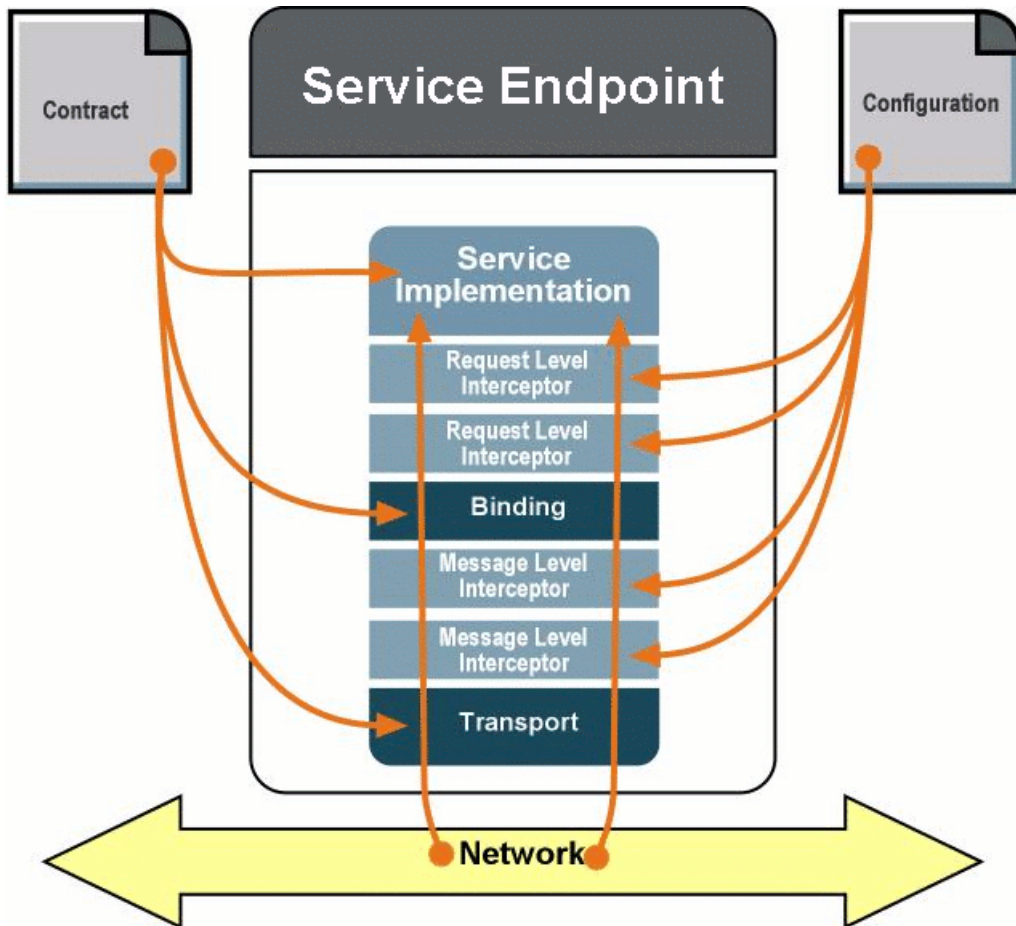 Service Endpoint
Contract
Configuration
Service
Implementation
Request Level
Interceptor
Request Level
Interceptor
Binding
Message Level
Interceptor
Message Level
Interceptor
Transport
Network